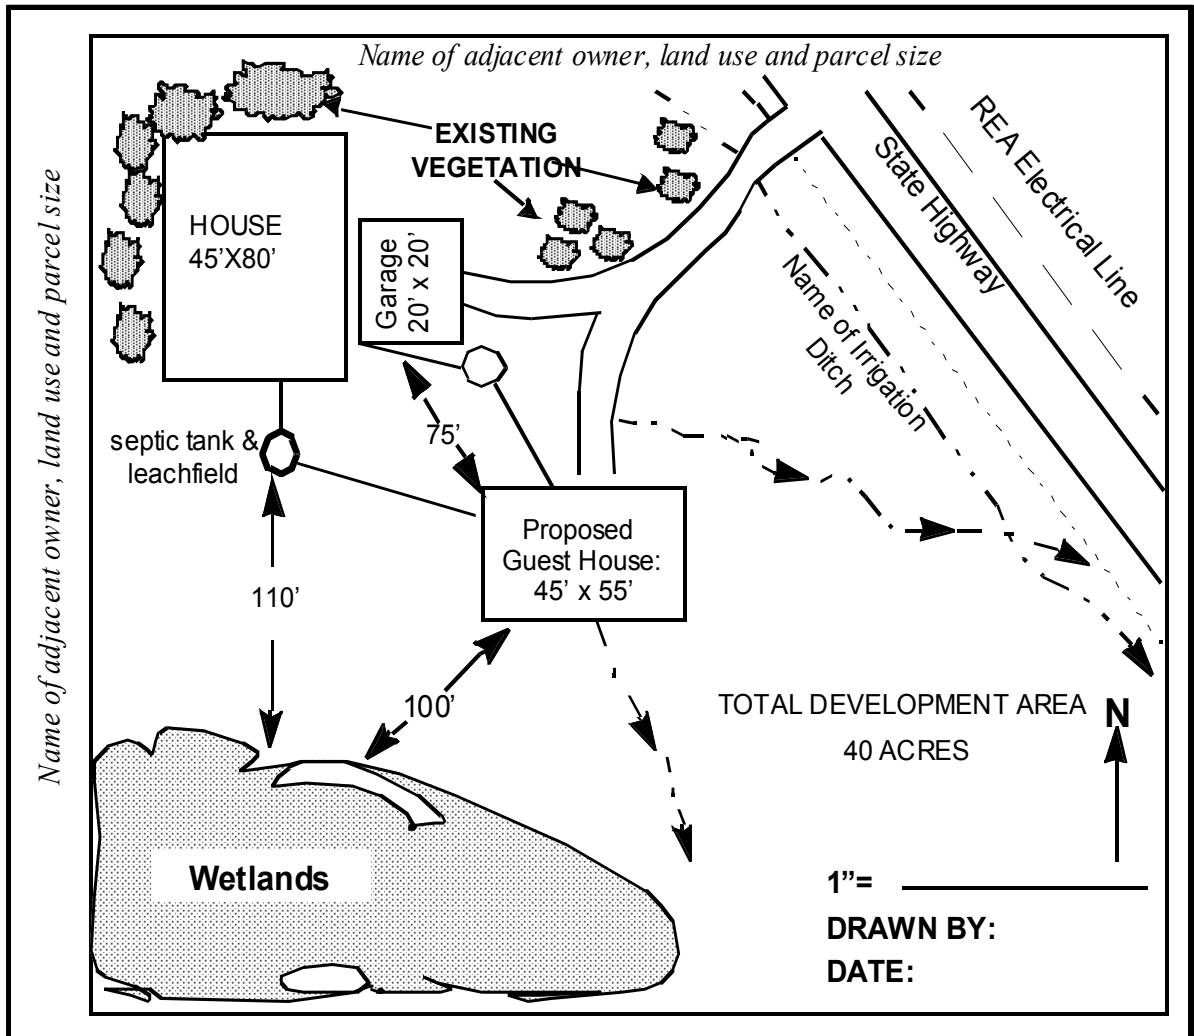 Name of adjacent owner, land use and parcel size
Name of adjacent owner, land use and parcel size
EXISTING
VEGETATION
State Highway
REA Electrical Line
HOUSE
45’X80’
Garage
20’ x 20’
Name of Irrigation
Ditch
75’
septic tank &
leachfield
Proposed
Guest House:
45’ x 55’
110’
100’
TOTAL DEVELOPMENT AREA
40 ACRES
N
Wetlands
1”=
DRAWN BY:
DATE: